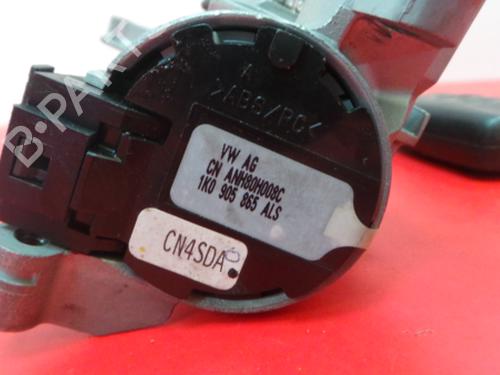 A
>ABS/PC<
VW AG
CN ANH80H008C
1K0 905 865 ALS
CN4SDA
B-PARTS